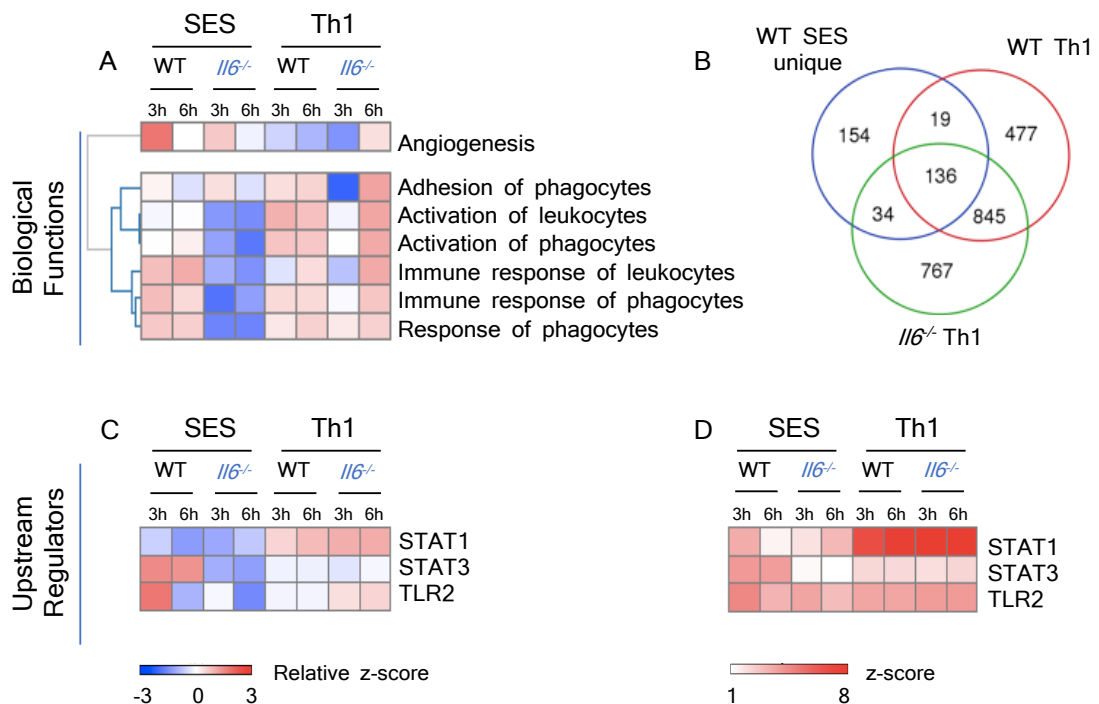 A
SES Th1
WT Il6-/- WT Il6-/-
3h 6h 3h 6h 3h 6h 3h 6h
Biological
Functions
Angiogenesis
Adhesion of phagocytes
Activation of leukocytes
Activation of phagocytes
Immune response of leukocytes
Immune response of phagocytes
Response of phagocytes
B
WT SES
unique
WT Th1
154 19 477
136
34 845
767
Il6-/- Th1
C
SES Th1
WT Il6-/- WT Il6-/-
3h 6h 3h 6h 3h 6h 3h 6h
Upstream
Regulators
STAT1
STAT3
TLR2
Relative z-score
-3 0 3
D
SES Th1
WT Il6-/- WT Il6-/-
3h 6h 3h 6h 3h 6h 3h 6h
STAT1
STAT3
TLR2
z-score
1 8